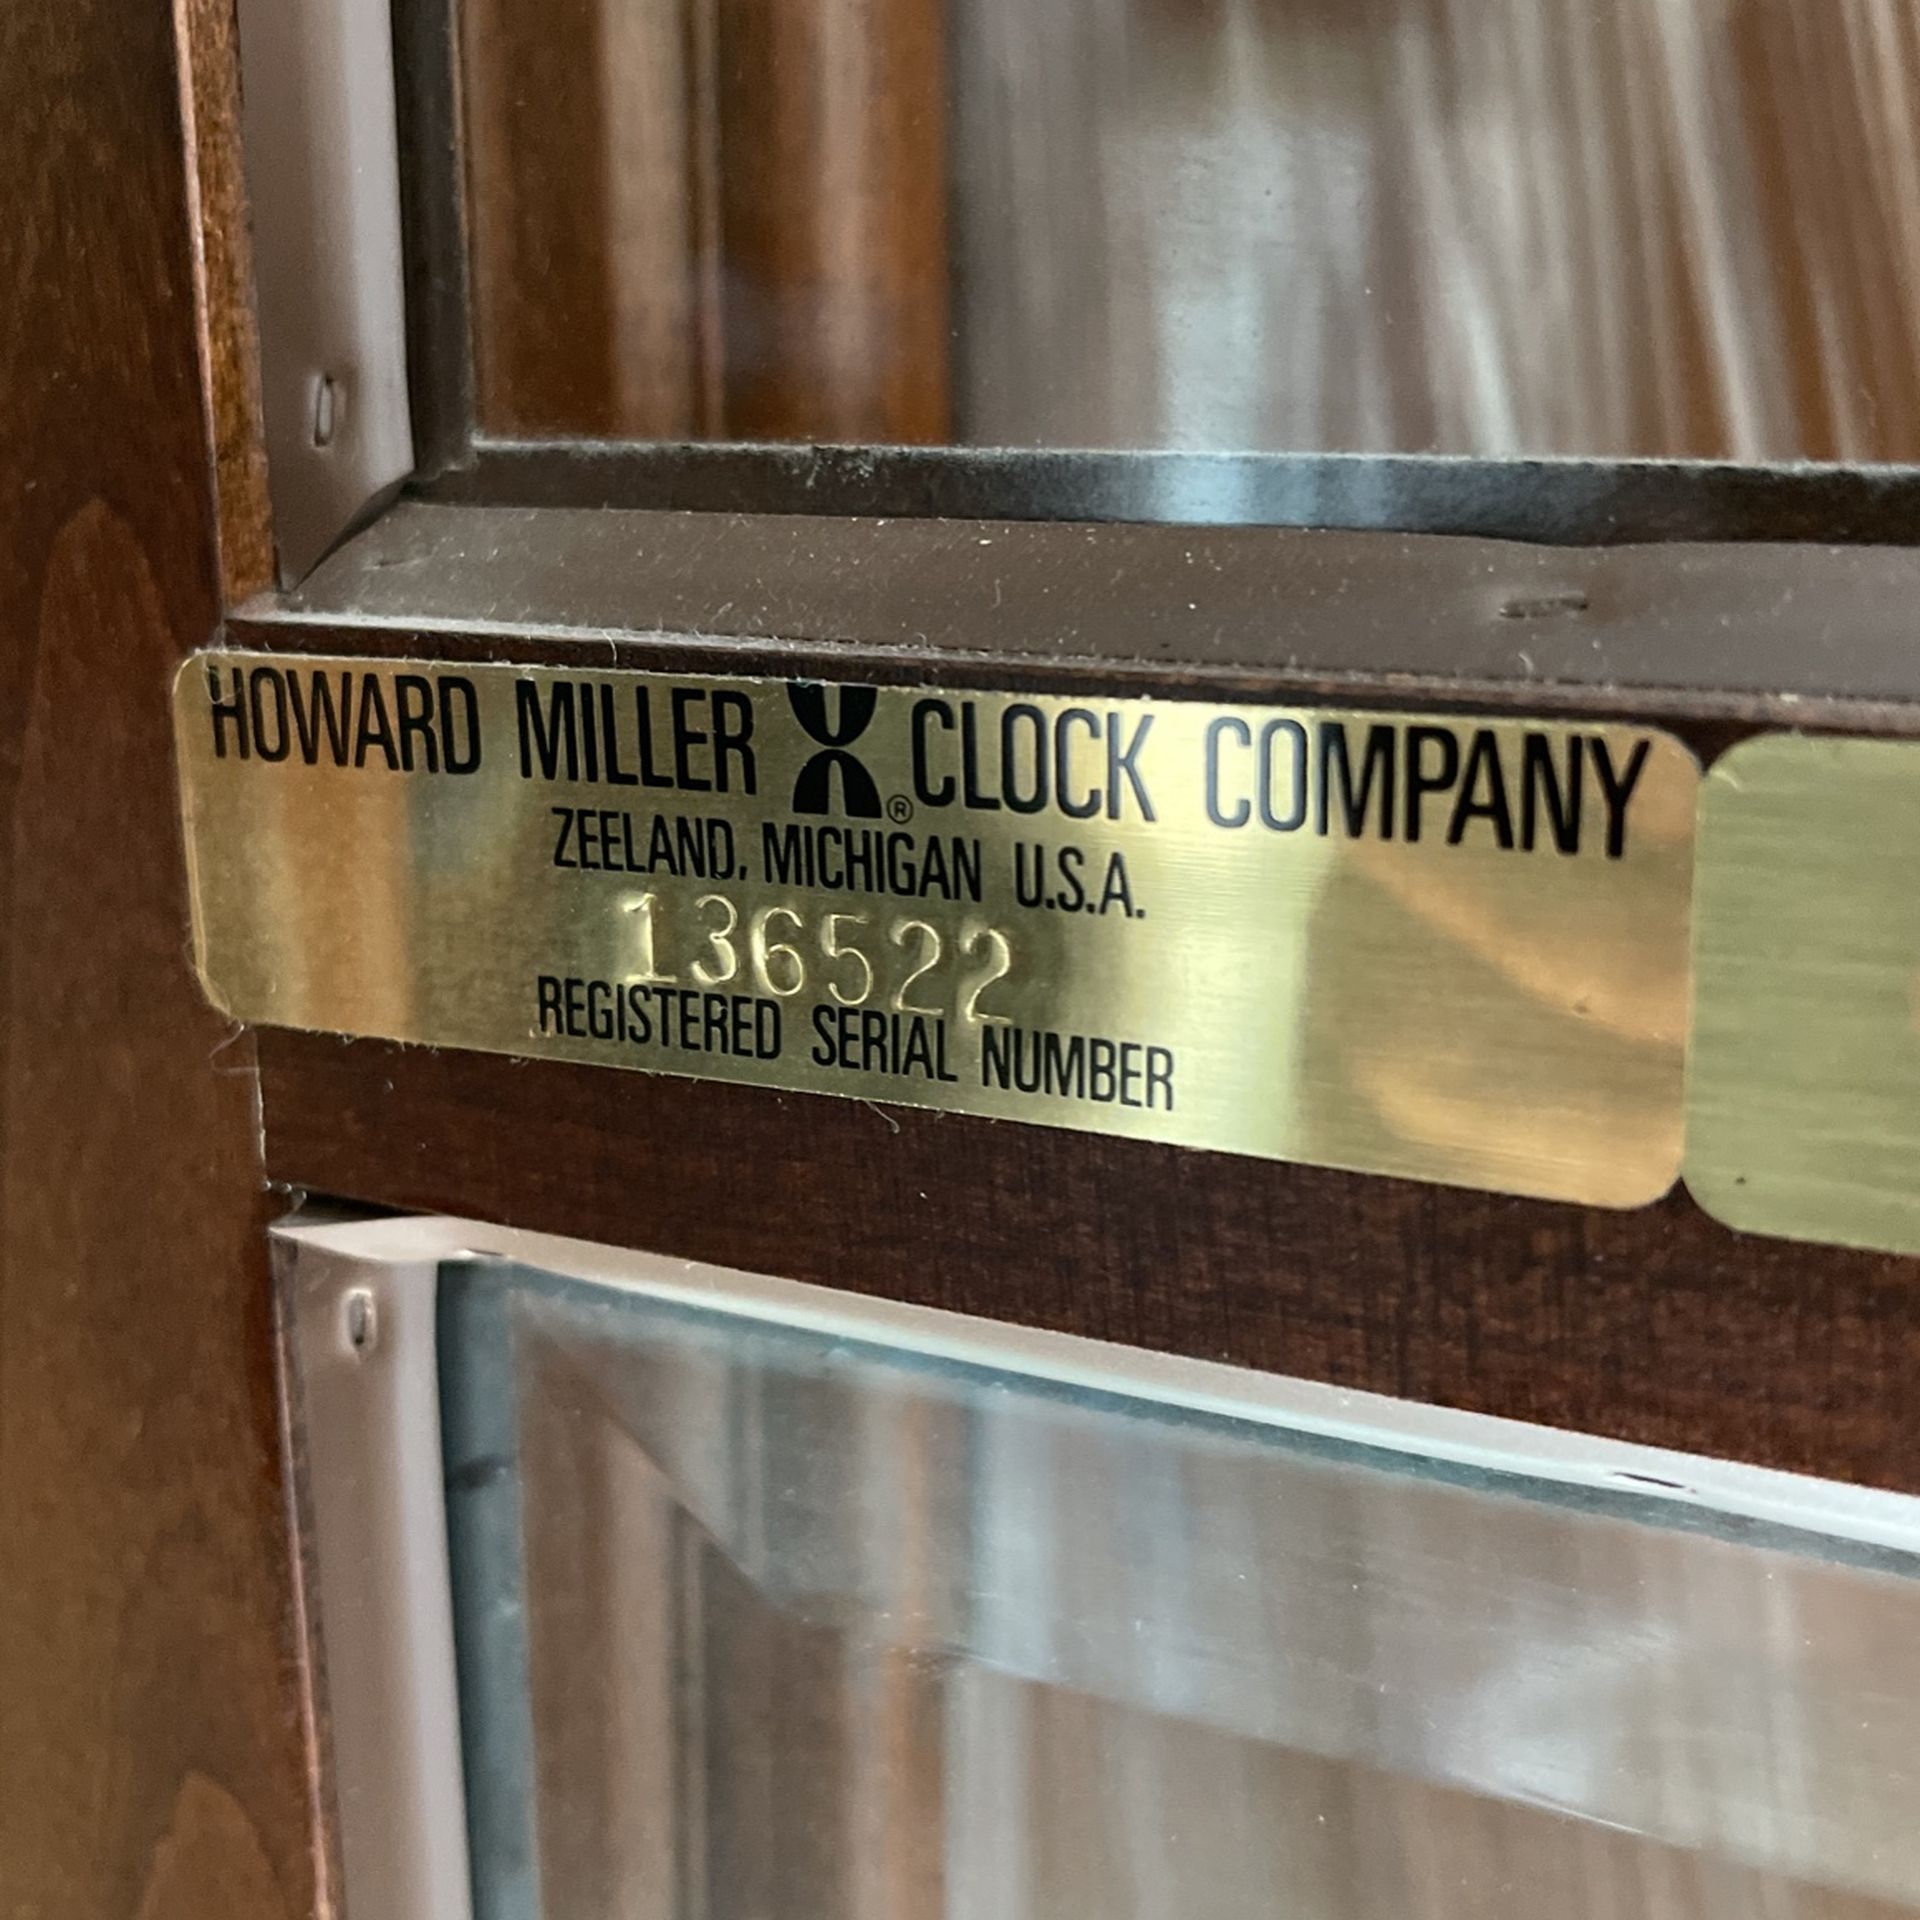 HOWARD MILLER ® CLOCK COMPANY
ZEELAND, MICHIGAN U.S.A.
136522
REGISTERED SERIAL NUMBER